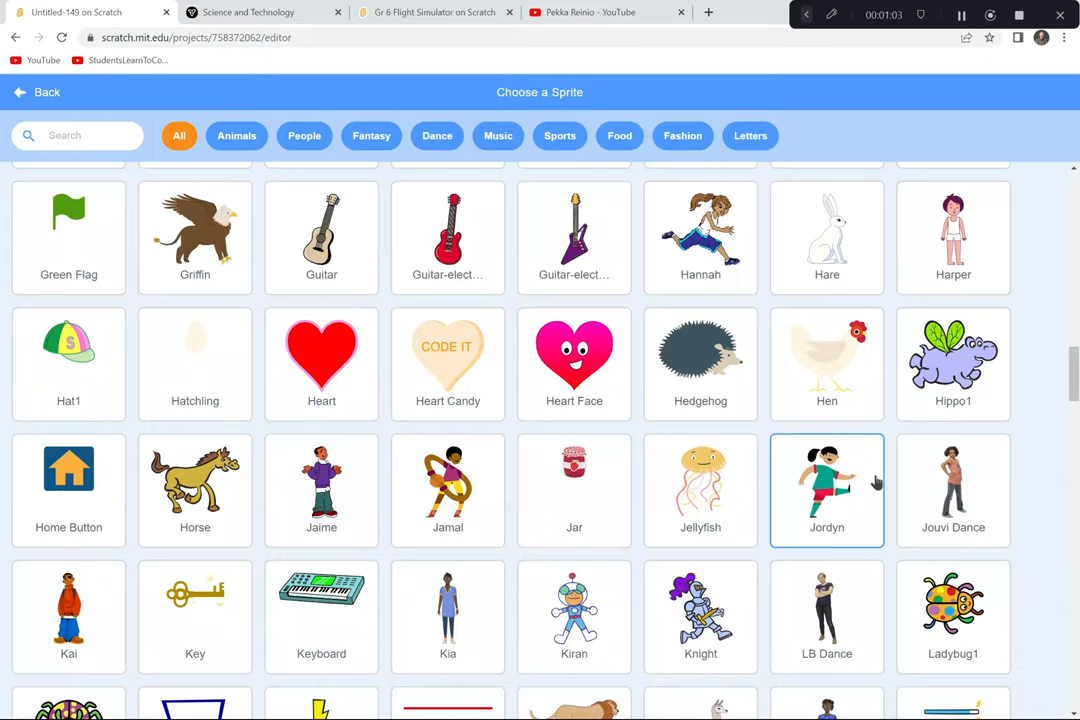 Untitled-149 on Scratch
Science and Technology
Gr 6 Flight Simulator on Scratch
Pekka Reinio - YouTube
00:01:03
scratch.mit.edu/projects/758372062/editor
YouTube
StudentsLearnToCo...
Back
Choose a Sprite
Search
All
Animals
People
Fantasy
Dance
Music
Sports
Food
Fashion
Letters
Green Flag
Griffin
Guitar
Guitar-elect...
Guitar-elect...
Hannah
Hare
Harper
S
CODE IT
Hat1
Hatchling
Heart
Heart Candy
Heart Face
Hedgehog
Hen
Hippo1
Home Button
Horse
Jaime
Jamal
Jar
Jellyfish
Jordyn
Jouvi Dance
Kai
Key
Keyboard
Kia
Kiran
Knight
LB Dance
Ladybug1